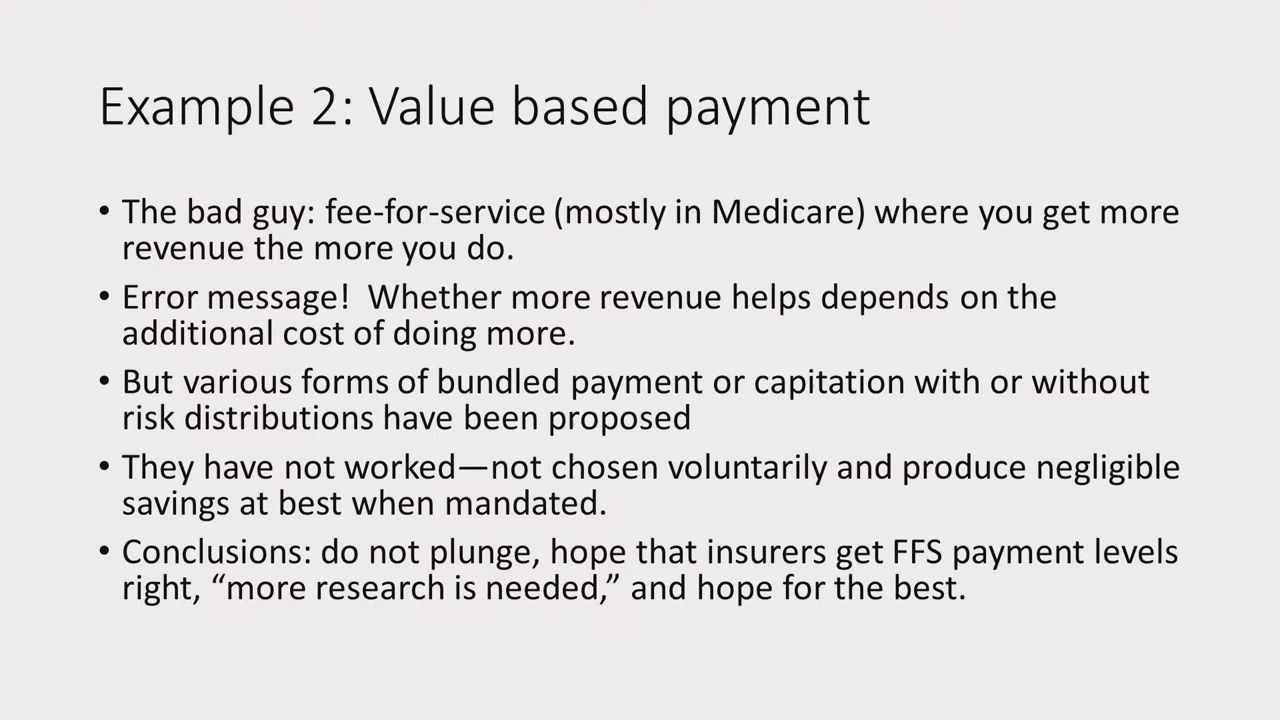 Example 2: Value based payment
• The bad guy: fee-for-service (mostly in Medicare) where you get more
revenue the more you do.
• Error message!  Whether more revenue helps depends on the
additional cost of doing more.
• But various forms of bundled payment or capitation with or without
risk distributions have been proposed
• They have not worked—not chosen voluntarily and produce negligible
savings at best when mandated.
• Conclusions: do not plunge, hope that insurers get FFS payment levels
right, “more research is needed,” and hope for the best.